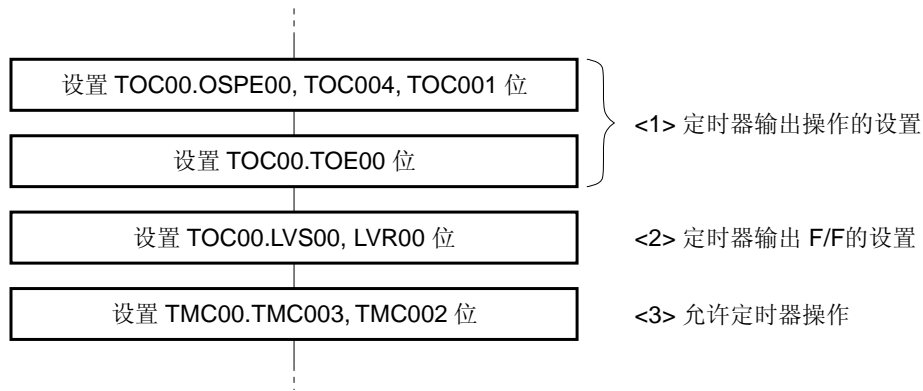 设置 TOC00.OSPE00, TOC004, TOC001 位
<1> 定时器输出操作的设置
设置 TOC00.TOE00 位
设置 TOC00.LVS00, LVR00 位
<2> 定时器输出 F/F的设置
设置 TMC00.TMC003, TMC002 位
<3> 允许定时器操作